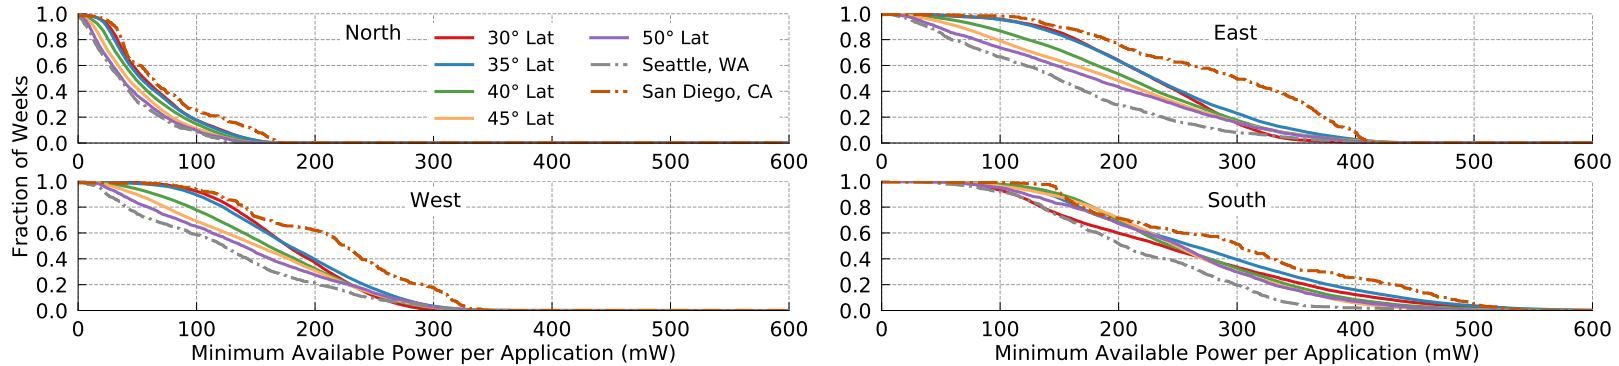 Fraction of Weeks
1.0
0.8
0.6
0.4
0.2
0.0
0 100 200 300 400 500 600
North
30° Lat
35° Lat
40° Lat
45° Lat
50° Lat
Seattle, WA
San Diego, CA
1.0
0.8
0.6
0.4
0.2
0.0
0 100 200 300 400 500 600
East
1.0
0.8
0.6
0.4
0.2
0.0
0 100 200 300 400 500 600
West
Minimum Available Power per Application (mW)
1.0
0.8
0.6
0.4
0.2
0.0
0 100 200 300 400 500 600
South
Minimum Available Power per Application (mW)